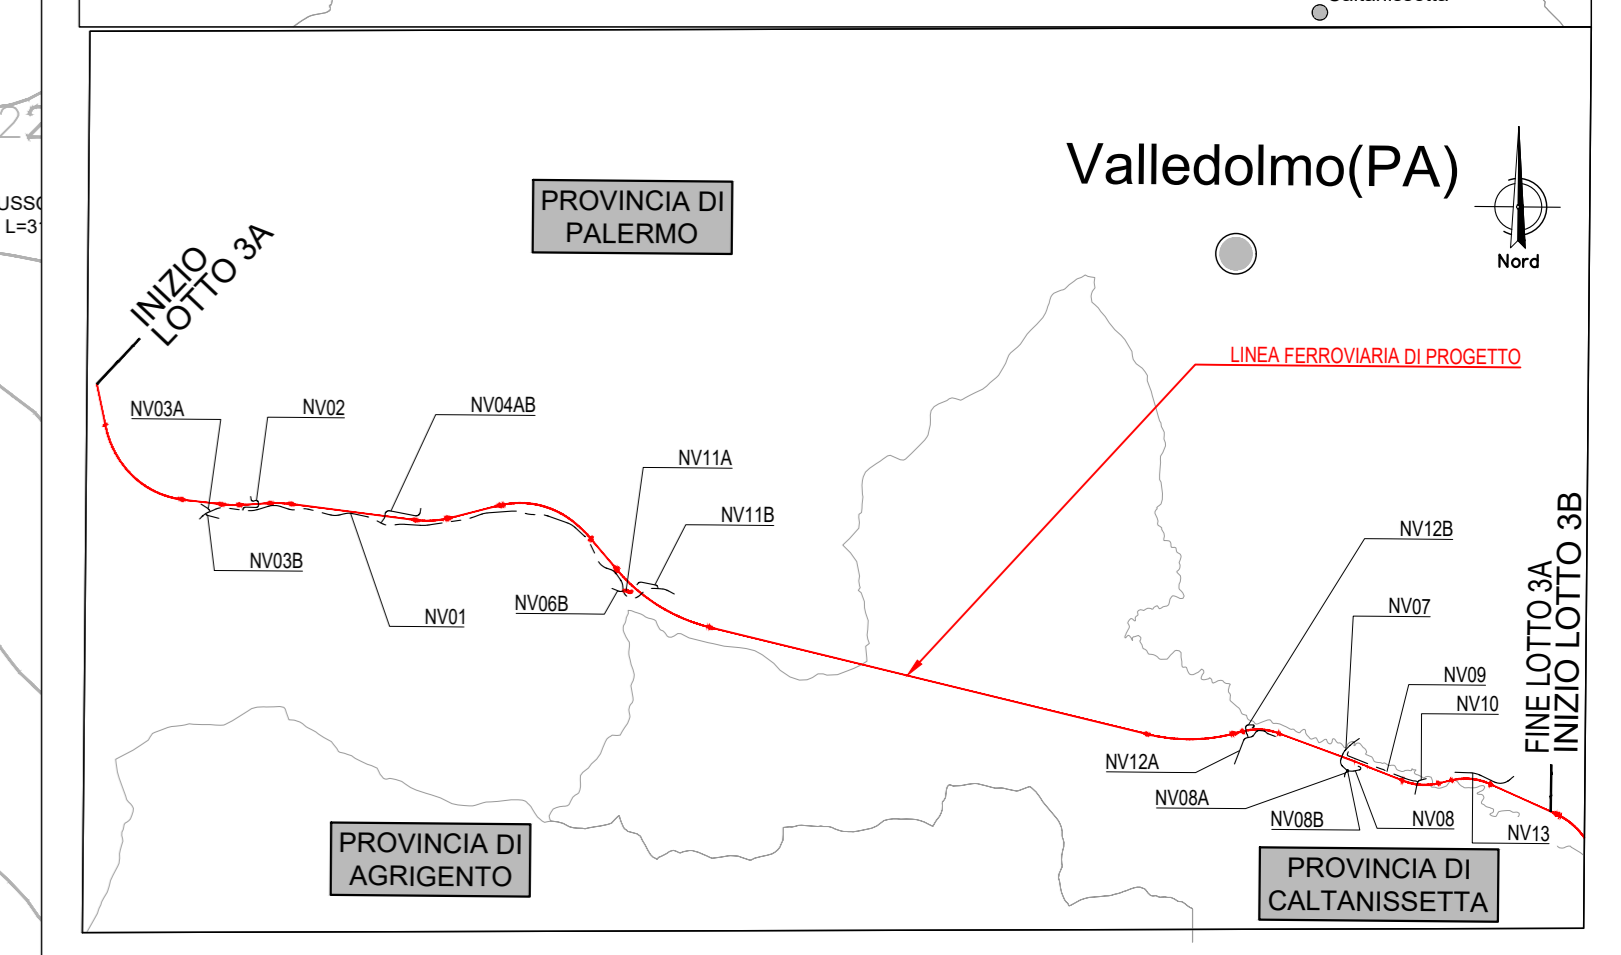 Valledolmo(PA)
PROVINCIA DI
PALERMO
Nord
INIZIO
LOTTO 3A
LINEA FERROVIARIA DI PROGETTO
NV03A
NV02
NV04AB
NV11A
NV11B
NV03B
NV01
NV06B
NV12B
NV07
NV09
NV10
NV12A
NV08A
NV08B
NV08
NV13
FINE LOTTO 3A
INIZIO LOTTO 3B
PROVINCIA DI
AGRIGENTO
PROVINCIA DI
CALTANISSETTA